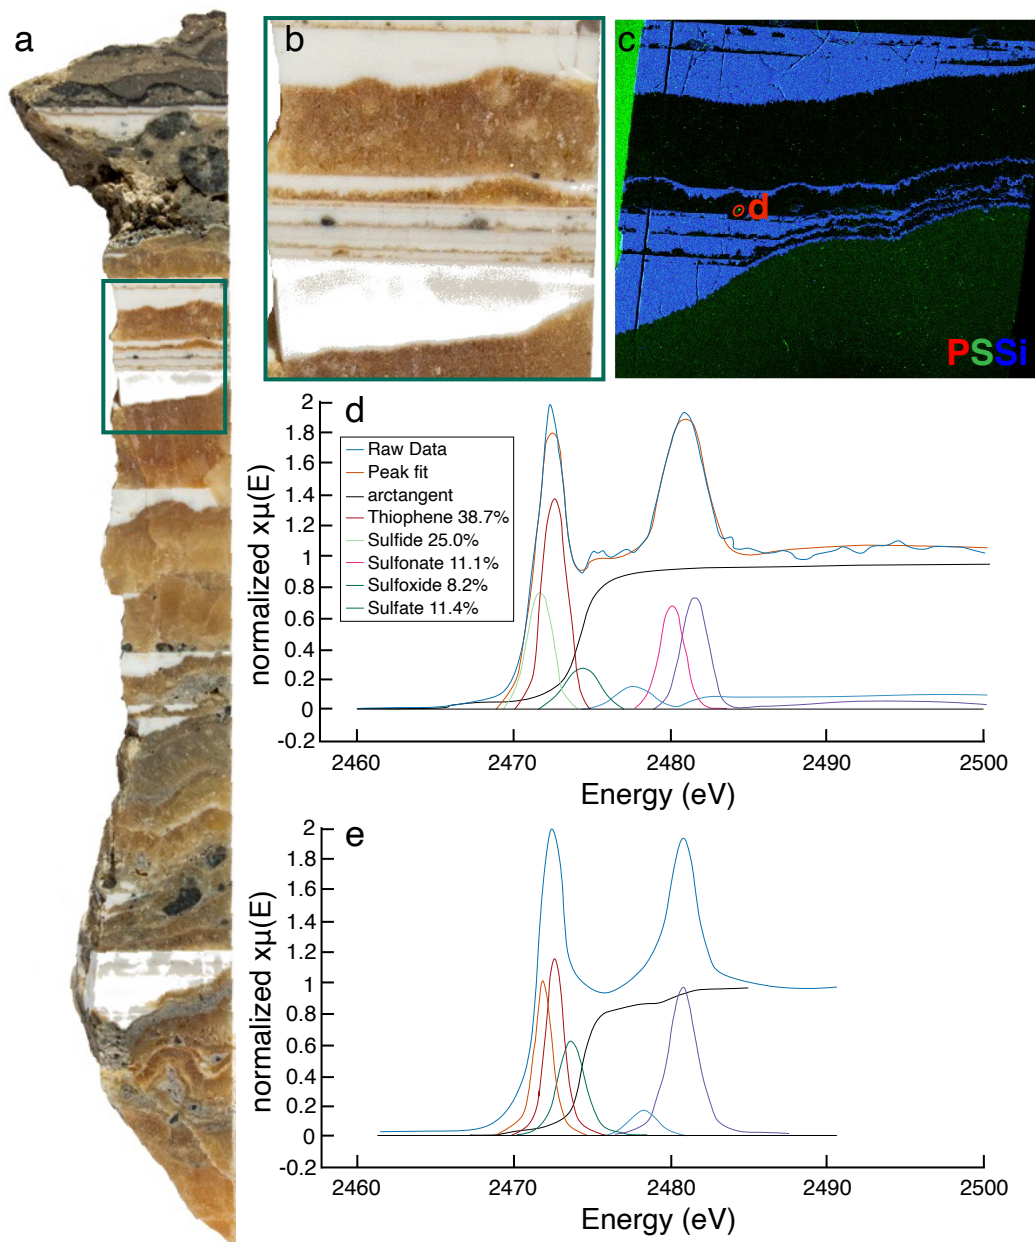 a
b
c
d
PSSi
d
normalized xμ(E)
2
1.8
1.6
1.4
1.2
1
0.8
0.6
0.4
0.2
0
-0.2
Raw Data
Peak fit
arctangent
Thiophene 38.7%
Sulfide 25.0%
Sulfonate 11.1%
Sulfoxide 8.2%
Sulfate 11.4%
2460 2470 2480 2490 2500
Energy (eV)
e
normalized xμ(E)
2
1.8
1.6
1.4
1.2
1
0.8
0.6
0.4
0.2
0
-0.2
2460 2470 2480 2490 2500
Energy (eV)